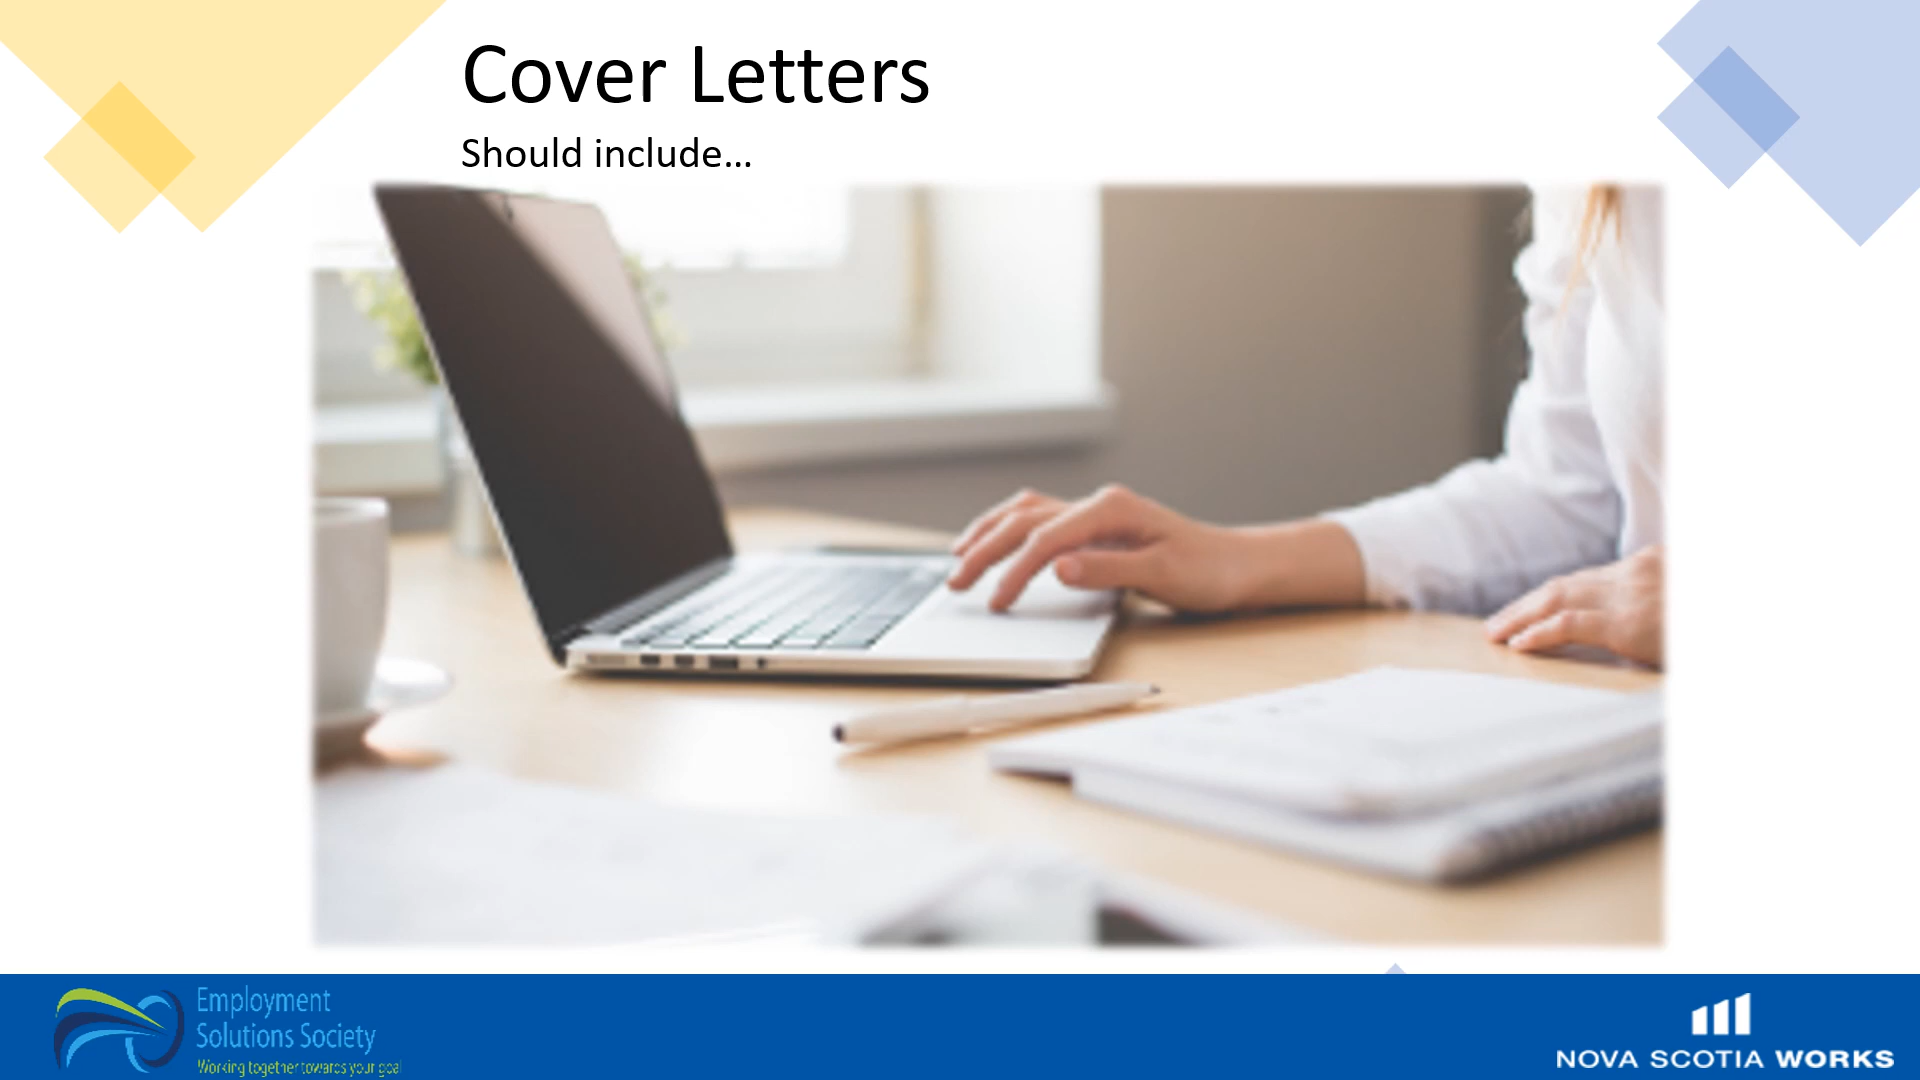 Cover Letters
Should include...
Employment
Solutions Society
Working together towards your goal
NOVA SCOTIA WORKS